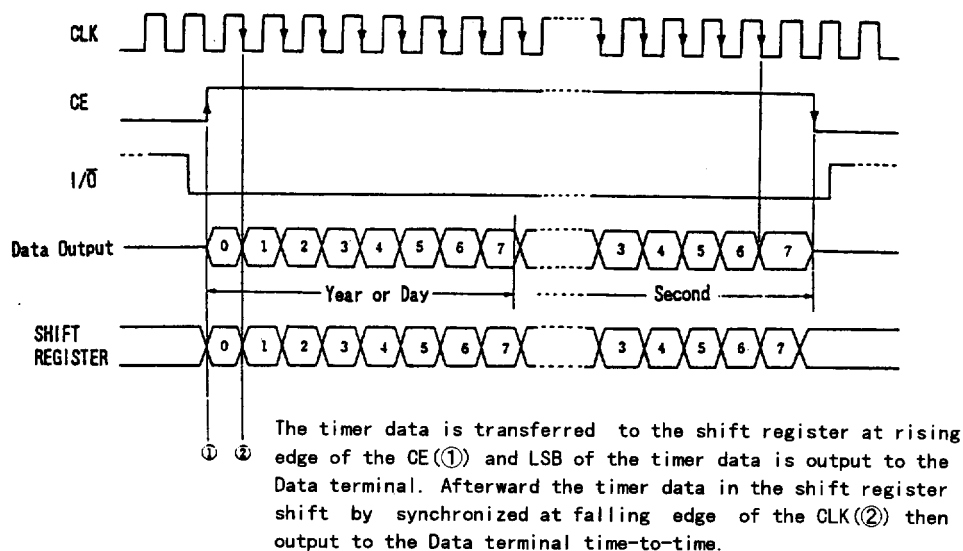 CLK
CE
I/O̅
Data Output
0 1 2 3 4 5 6 7 3 4 5 6 7
Year or Day Second
SHIFT
REGISTER
0 1 2 3 4 5 6 7 3 4 5 6 7
① ②
The timer data is transferred to the shift register at rising
edge of the CE(①) and LSB of the timer data is output to the
Data terminal. Afterward the timer data in the shift register
shift by synchronized at falling edge of the CLK(②) then
output to the Data terminal time-to-time.